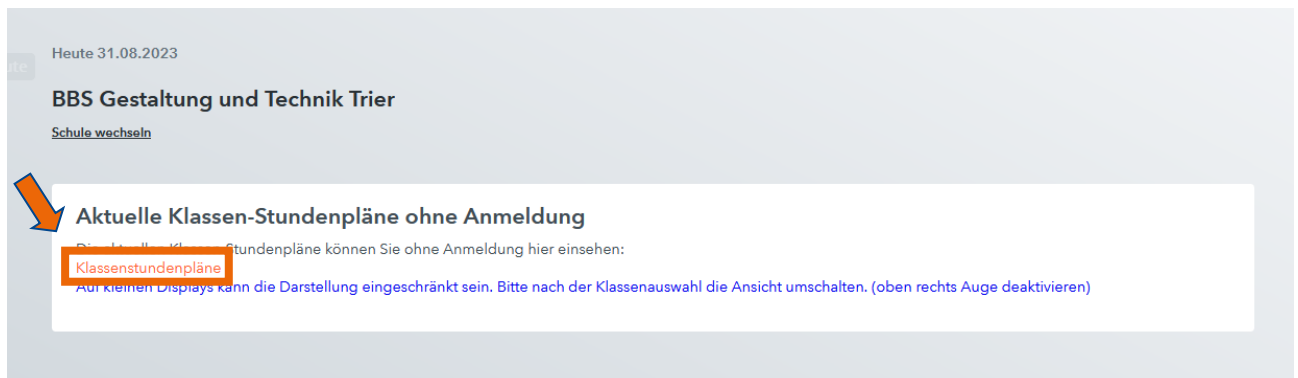 Heute 31.08.2023
BBS Gestaltung und Technik Trier
Schule wechseln
Aktuelle Klassen-Stundenpläne ohne Anmeldung
Stundenpläne können Sie ohne Anmeldung hier einsehen:
Klassenstundenpläne
Auf kleinen Displays kann die Darstellung eingeschränkt sein. Bitte nach der Klassenauswahl die Ansicht umschalten. (oben rechts Auge deaktivieren)